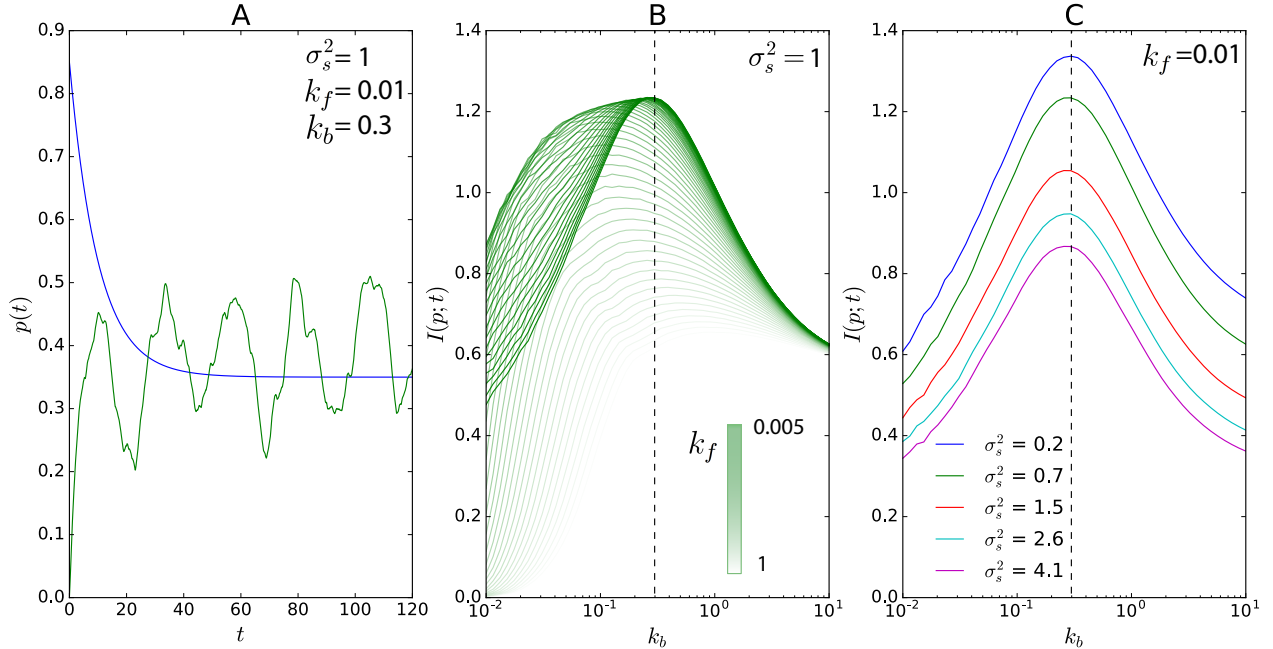 A
B
C
σ_s^2 = 1
k_f = 0.01
k_b = 0.3
0.9
0.8
0.7
0.6
0.5
0.4
0.3
0.2
0.1
0.0
p(t)
0
20
40
60
80
100
120
t
σ_s^2 = 1
1.4
1.2
1.0
0.8
0.6
0.4
0.2
0.0
I(p; t)
k_f
0.005
1
10^-2
10^-1
10^0
10^1
k_b
k_f =0.01
1.4
1.2
1.0
0.8
0.6
0.4
0.2
0.0
I(p; t)
σ_s^2 = 0.2
σ_s^2 = 0.7
σ_s^2 = 1.5
σ_s^2 = 2.6
σ_s^2 = 4.1
10^-2
10^-1
10^0
10^1
k_b